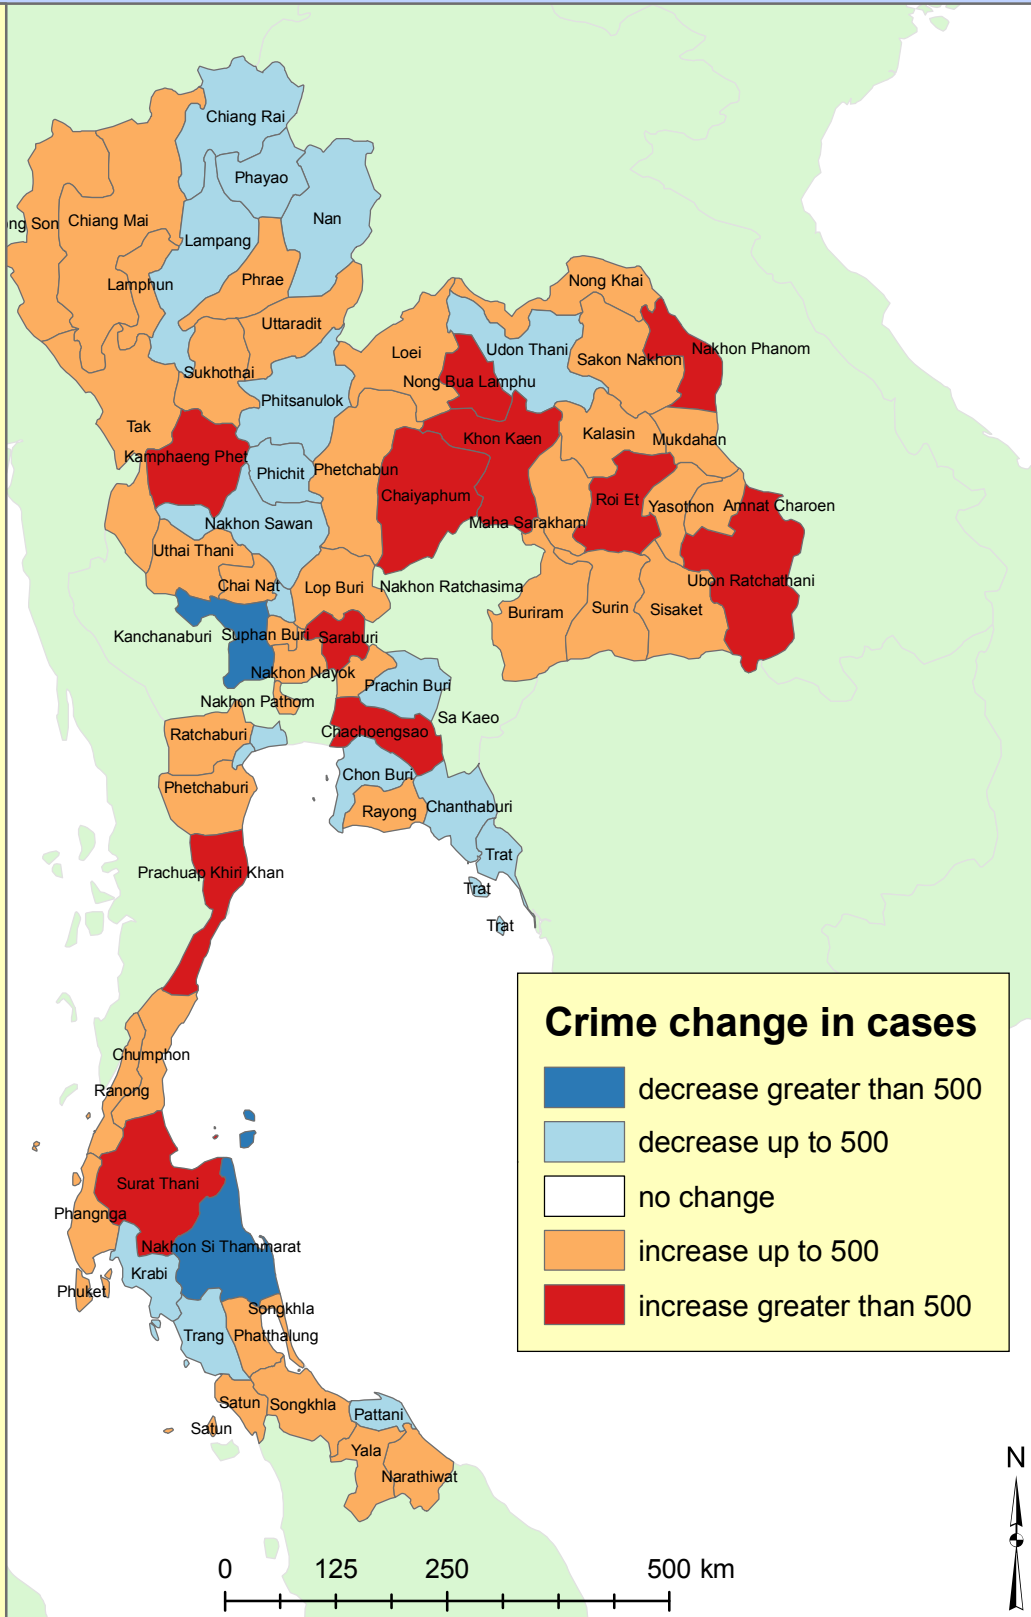 Chiang Rai
Phayao
Nan
ng Son
Chiang Mai
Lampang
Phrae
Lamphun
Nong Khai
Uttaradit
Nakhon Phanom
Loei
Udon Thani
Sakon Nakhon
Sukhothai
Nong Bua Lamphu
Phitsanulok
Tak
Khon Kaen
Kalasin
Mukdahan
Kamphaeng Phet
Phichit
Phetchabun
Chaiyaphum
Roi Et
Yasothon
Amnat Charoen
Nakhon Sawan
Maha Sarakham
Uthai Thani
Chai Nat
Lop Buri
Nakhon Ratchasima
Ubon Ratchathani
Buriram
Surin
Sisaket
Kanchanaburi
Suphan Buri
Saraburi
Nakhon Nayok
Prachin Buri
Nakhon Pathom
Sa Kaeo
Ratchaburi
Chachoengsao
Chon Buri
Phetchaburi
Rayong
Chanthaburi
Trat
Prachuap Khiri Khan
Trat
Trat
Crime change in cases
decrease greater than 500
decrease up to 500
no change
increase up to 500
increase greater than 500
Chumphon
Ranong
Surat Thani
Phangnga
Nakhon Si Thammarat
Krabi
Phuket
Songkhla
Trang
Phatthalung
Satun
Songkhla
Pattani
Satun
Yala
Narathiwat
N
0 125 250 500 km